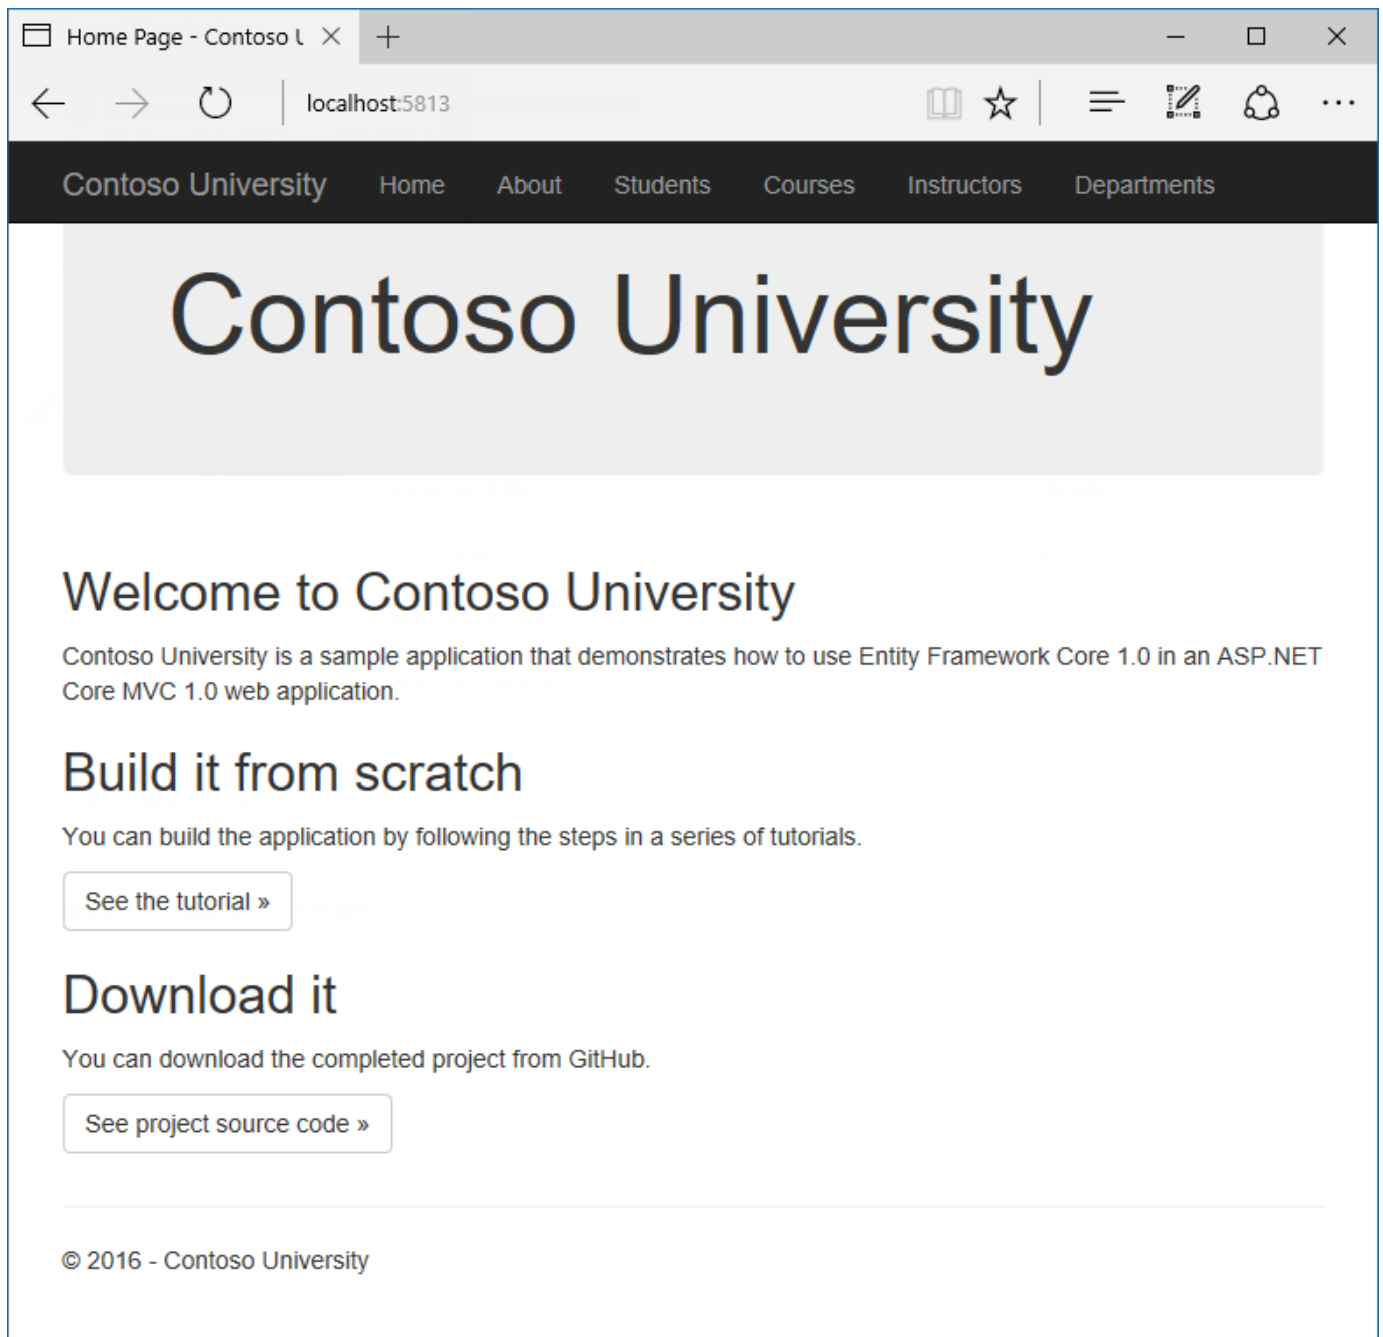 Home Page - Contoso U
localhost:5813
Contoso University Home About Students Courses Instructors Departments
Contoso University
Welcome to Contoso University
Contoso University is a sample application that demonstrates how to use Entity Framework Core 1.0 in an ASP.NET
Core MVC 1.0 web application.
Build it from scratch
You can build the application by following the steps in a series of tutorials.
See the tutorial »
Download it
You can download the completed project from GitHub.
See project source code »
© 2016 - Contoso University